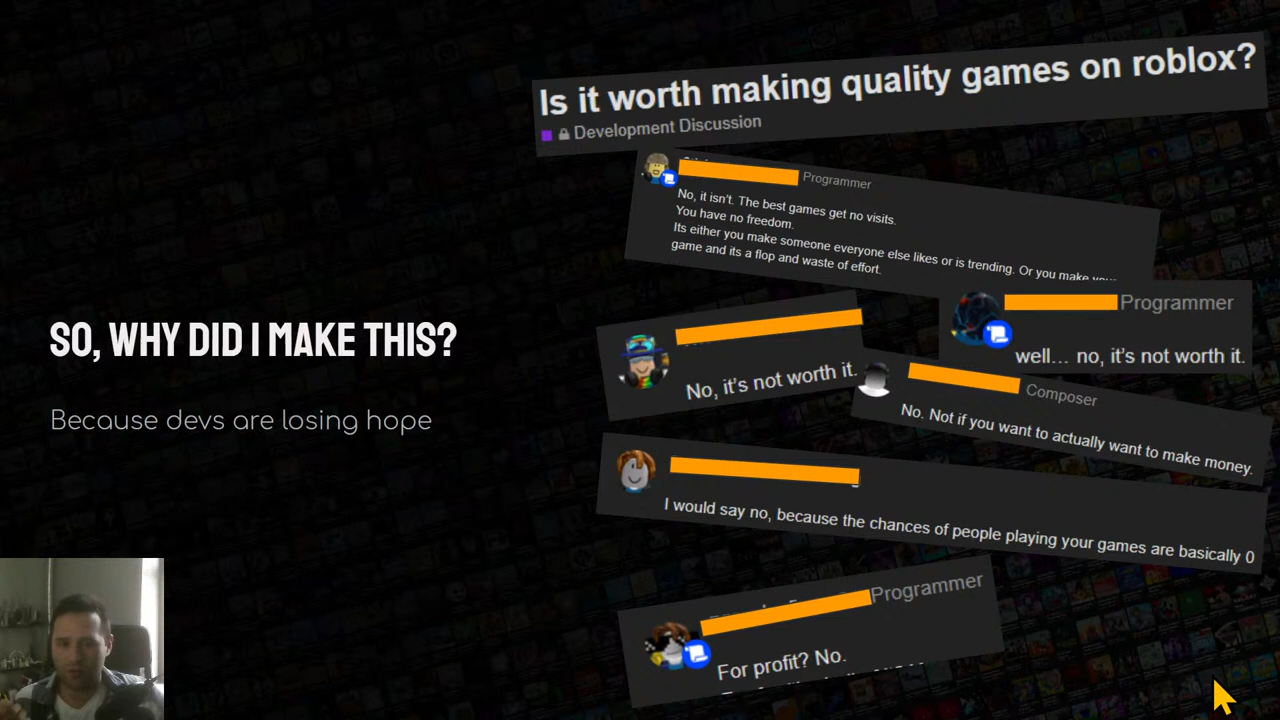 Is it worth making quality games on roblox?
Development Discussion
Programmer
No, it isn't. The best games get no visits.
You have no freedom.
Its either you make someone everyone else likes or is trending. Or you make
game and its a flop and waste of effort.
Programmer
well... no, it's not worth it.
No, it's not worth it.
Composer
No. Not if you want to actually want to make money.
I would say no, because the chances of people playing your games are basically 0
Programmer
For profit? No.
SO, WHY DID I MAKE THIS?
Because devs are losing hope